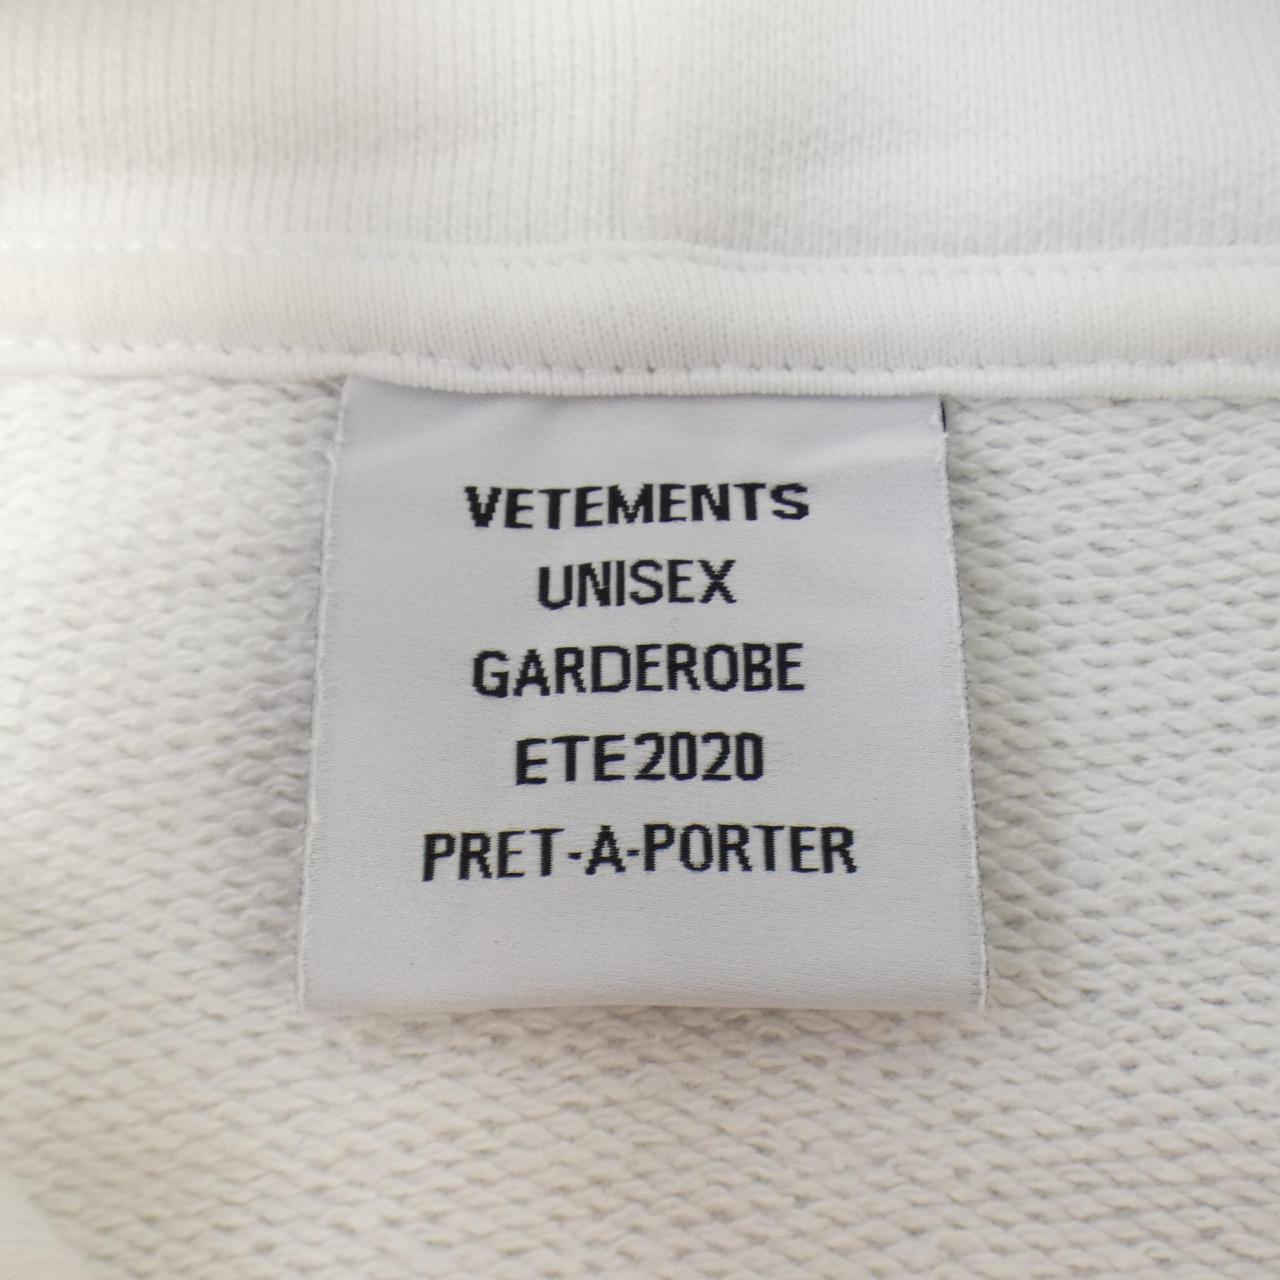 VETEMENTS
UNISEX
GARDEROBE
ETE2020
PRET-A-PORTER